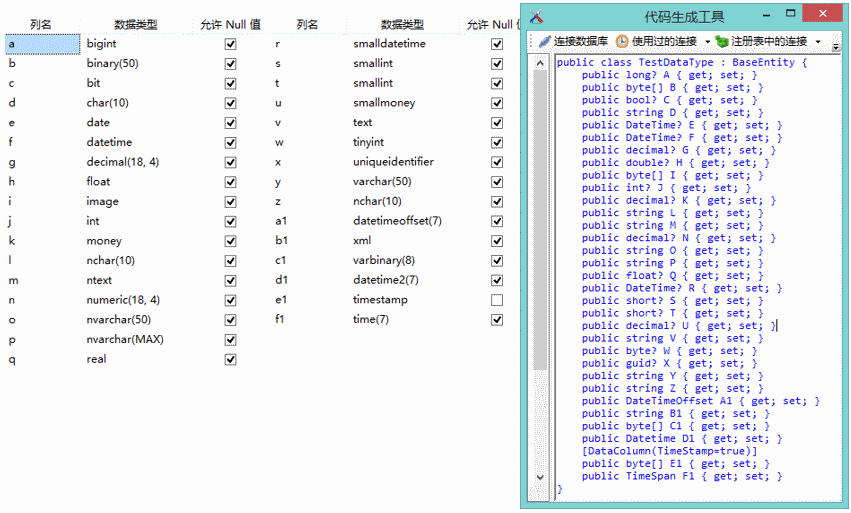 列名 数据类型 允许 Null 值 列名 数据类型 允许 Null
a bigint r smalldatetime
b binary(50) s smallint
c bit t smallint
d char(10) u smallmoney
e date v text
f datetime w tinyint
g decimal(18, 4) x uniqueidentifier
h float y varchar(50)
i image z nchar(10)
j int a1 datetimeoffset(7)
k money b1 xml
l nchar(10) c1 varbinary(8)
m ntext d1 datetime2(7)
n numeric(18, 4) e1 timestamp
o nvarchar(50) f1 time(7)
p nvarchar(MAX)
q real
代码生成工具
连接数据库 使用过的连接 注册表中的连接
public class TestDataType : BaseEntity {
public long? A { get; set; }
public byte[] B { get; set; }
public bool? C { get; set; }
public string D { get; set; }
public DateTime? E { get; set; }
public DateTime? F { get; set; }
public decimal? G { get; set; }
public double? H { get; set; }
public byte[] I { get; set; }
public int? J { get; set; }
public decimal? K { get; set; }
public string L { get; set; }
public string M { get; set; }
public decimal? N { get; set; }
public string O { get; set; }
public string P { get; set; }
public float? Q { get; set; }
public DateTime? R { get; set; }
public short? S { get; set; }
public short? T { get; set; }
public decimal? U { get; set; }
public string V { get; set; }
public byte? W { get; set; }
public guid? X { get; set; }
public string Y { get; set; }
public string Z { get; set; }
public DateTimeOffset A1 { get; set; }
public string B1 { get; set; }
public byte[] C1 { get; set; }
public Datetime D1 { get; set; }
[DataColumn(TimeStamp=true)]
public byte[] E1 { get; set; }
public TimeSpan F1 { get; set; }
}